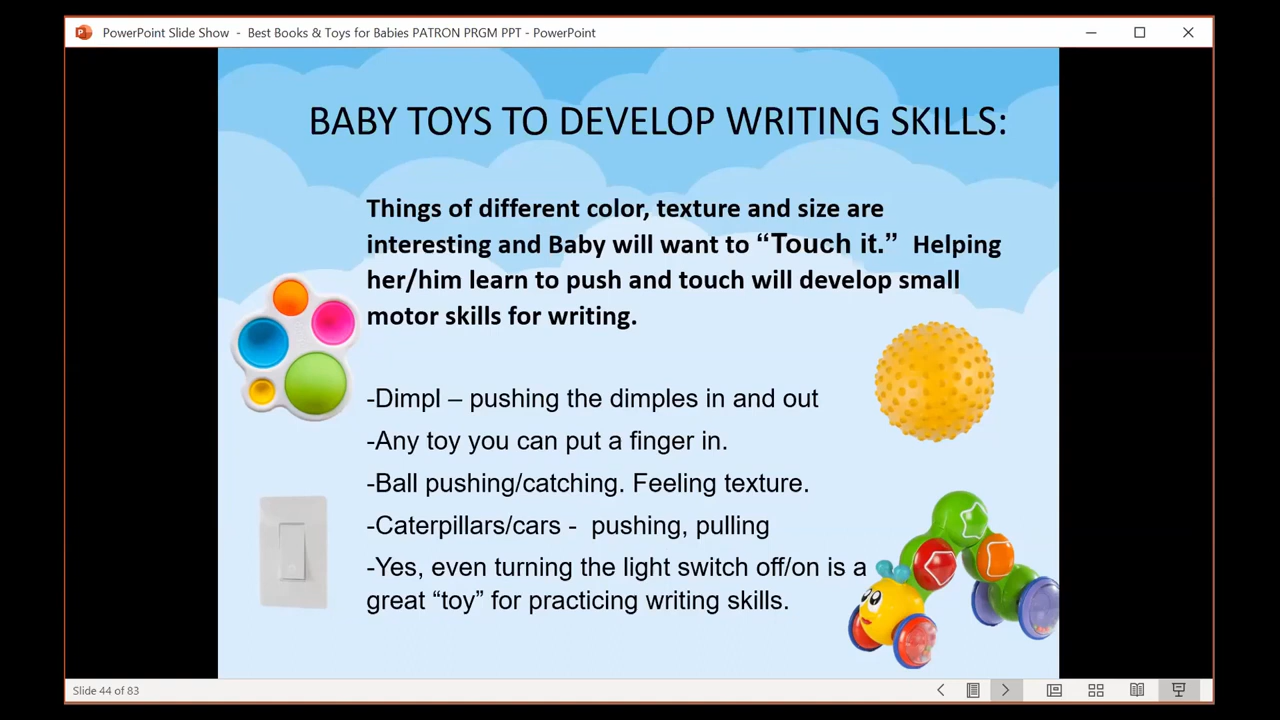 PowerPoint Slide Show - Best Books & Toys for Babies PATRON PRGM PPT - PowerPoint
BABY TOYS TO DEVELOP WRITING SKILLS:
Things of different color, texture and size are
interesting and Baby will want to “Touch it.” Helping
her/him learn to push and touch will develop small
motor skills for writing.
-Dimpl – pushing the dimples in and out
-Any toy you can put a finger in.
-Ball pushing/catching. Feeling texture.
-Caterpillars/cars - pushing, pulling
-Yes, even turning the light switch off/on is a
great “toy” for practicing writing skills.
Slide 44 of 83